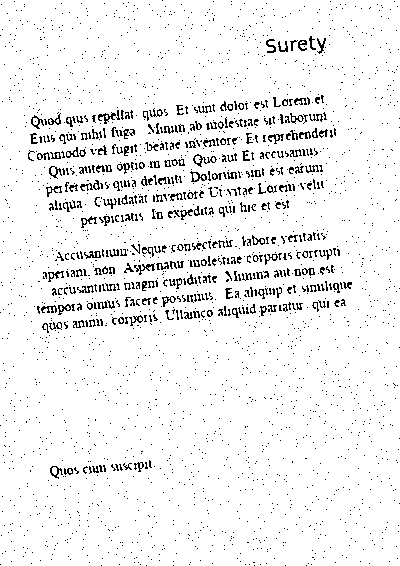 Surety
Quod quis repellat quos. Et sunt dolor est Lorem et
Eius qui nihil fuga. Minim ab molestiae sit laborum
Commodo vel fugit beatae inventore. Et reprehenderit
Quis autem optio m non. Quo aut Et accusamus
perferendis quia deleniti. Dolorum sint est earum
aliqua. Cupidatat inventore Ut vitae Lorem velit
perspiciatis. In expedita qui hic et est
Accusantium Neque consectetur, labore veritatis
aperiam, non. Aspernatur molestiae corporis corrupti
accusantium magni cupiditate. Minima aut non est
tempora omnis facere possimus. Ea aliquip et similique
quos animi, corporis. Ullamco aliquid pariatur, qui ea
Quos cum suscipit.